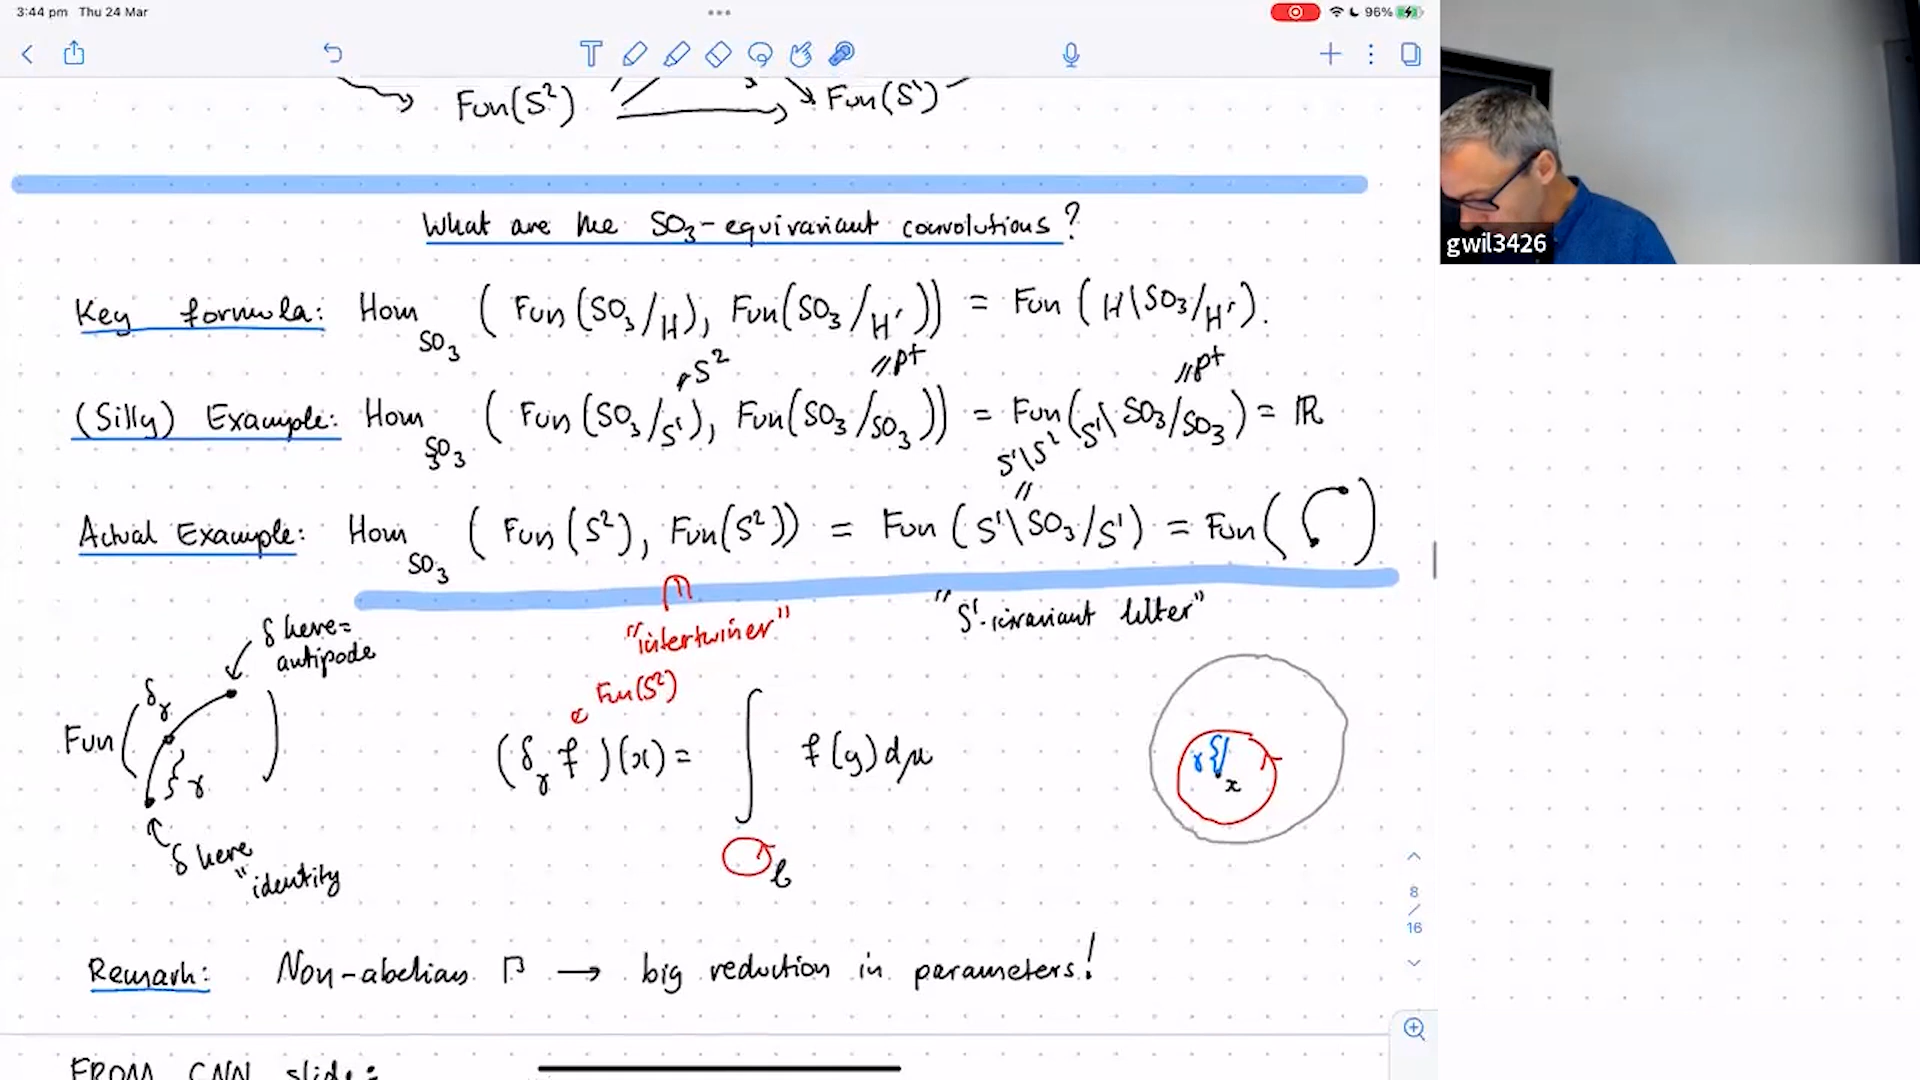 3:44 pm Thu 24 Mar
96%
Fun(S²) Fun(S¹)
What are the SO₃-equivariant convolutions?
Key formula: Hom_SO₃ ( Fun(SO₃/H), Fun(SO₃/H') ) = Fun ( H\SO₃/H' ).
S² = pt = pt
(Silly) Example: Hom_SO₃ ( Fun(SO₃/S¹), Fun(SO₃/SO₃) ) = Fun(S¹\SO₃/SO₃) = ℝ
S¹\S²
=
Actual Example: Hom_SO₃ ( Fun(S²), Fun(S²) ) = Fun ( S¹\SO₃/S¹ ) = Fun ( )
"intertwiner"
"S¹-invariant filter"
δ here =
antipode
Fun(S²)
δ_γ
Fun ( ) (δ_γ f)(x) = ∫ f(y) dμ
γ
γ x
δ here
"identity
Remark: Non-abelian Γ → big reduction in parameters!
8
/
16
FROM CNN slide:
gwil3426